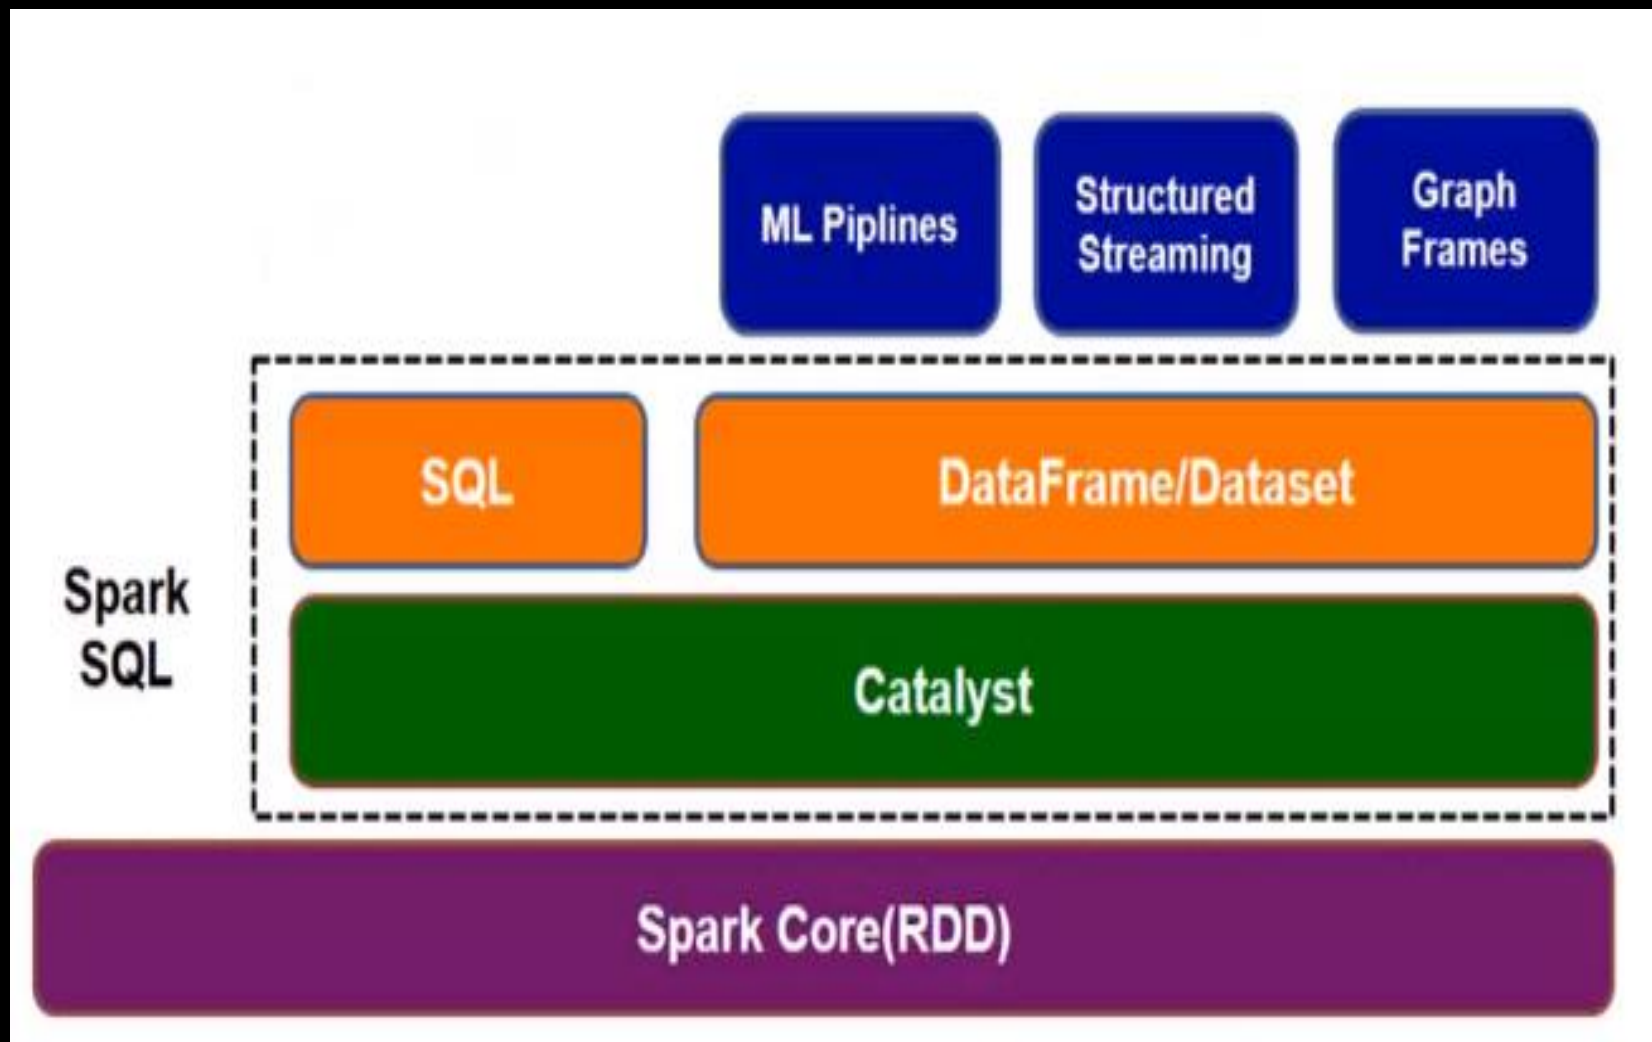 ML Piplines
Structured
Streaming
Graph
Frames
SQL
DataFrame/Dataset
Spark
SQL
Catalyst
Spark Core(RDD)